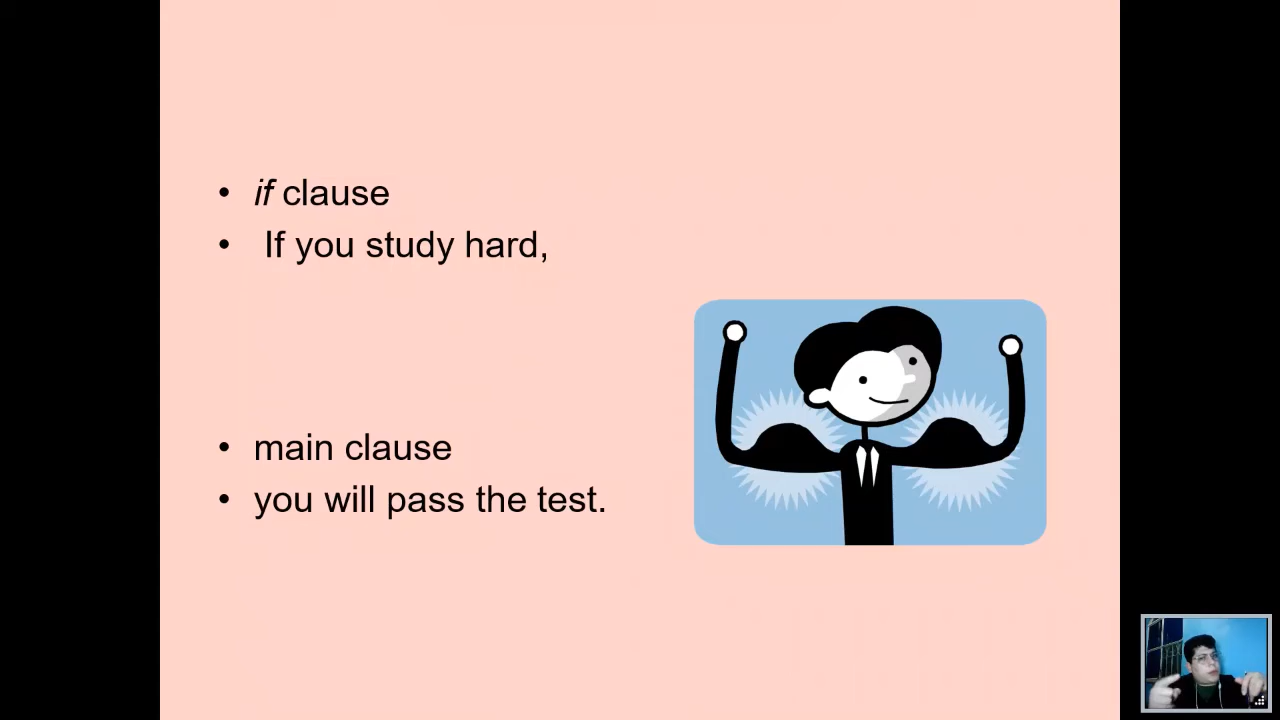 • if clause
• If you study hard,
• main clause
• you will pass the test.